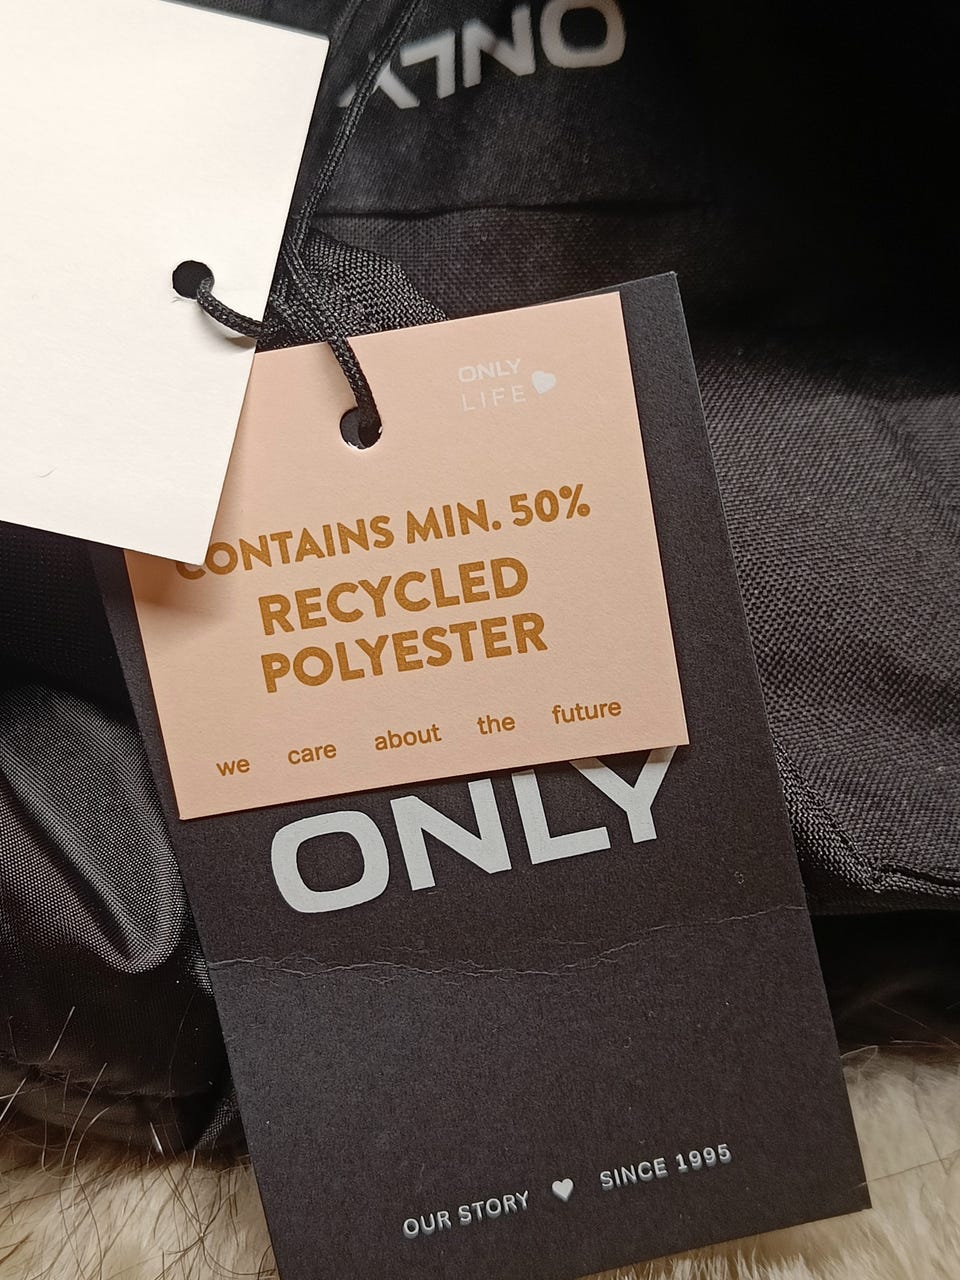 ONLY
ONLY
LIFE
CONTAINS MIN. 50%
RECYCLED
POLYESTER
we care about the future
ONLY
OUR STORY SINCE 1995